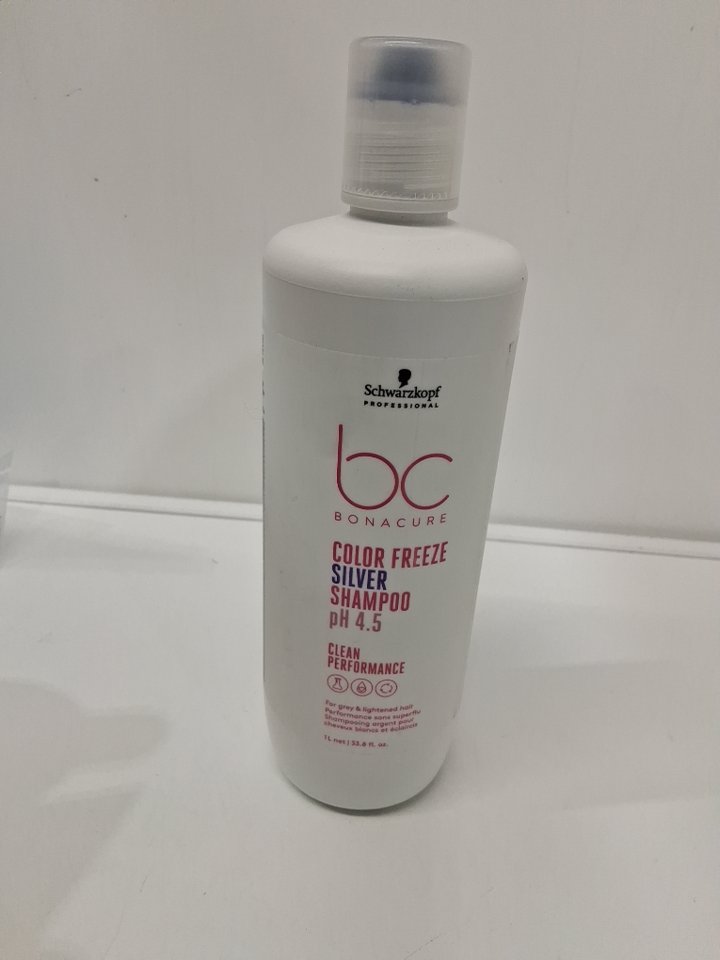 Schwarzkopf
PROFESSIONAL
bc
BONACURE
COLOR FREEZE
SILVER
SHAMPOO
pH 4.5
CLEAN
PERFORMANCE
For grey & lightened hair
Performance sans superflu
Shampooing argent pour
cheveux blancs et éclaircis
1 L net | 33.8 fl. oz.